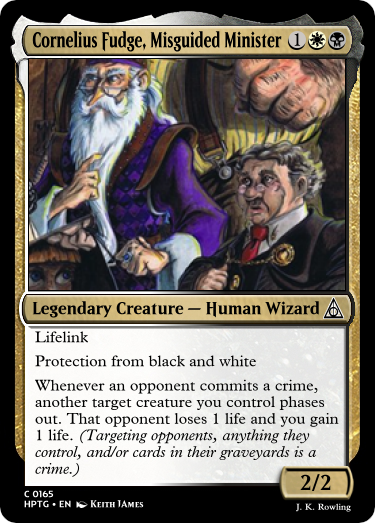 Cornelius Fudge, Misguided Minister 1
Legendary Creature — Human Wizard
Lifelink
Protection from black and white
Whenever an opponent commits a crime,
another target creature you control phases
out. That opponent loses 1 life and you gain
1 life. (Targeting opponents, anything they
control, and/or cards in their graveyards is a
crime.)
2/2
C 0165
HPTG • EN Keith James
J. K. Rowling